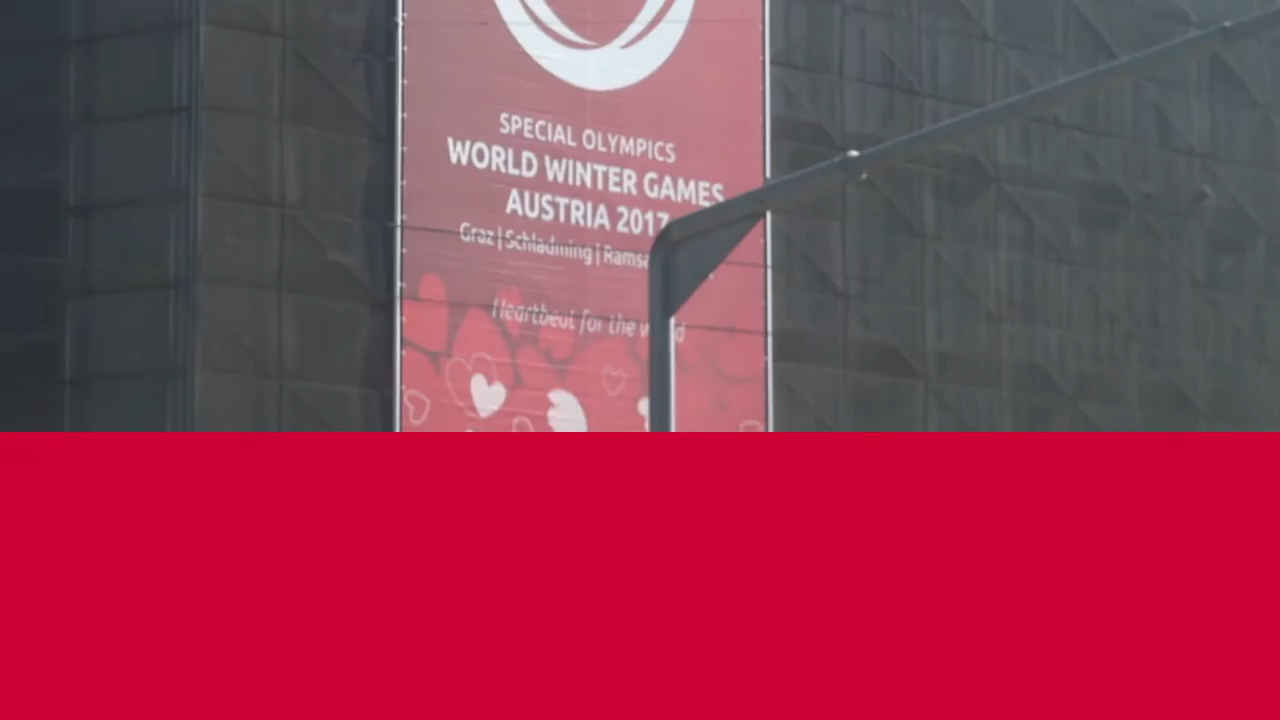 SPECIAL OLYMPICS
WORLD WINTER GAMES
AUSTRIA 2017
Graz | Schladming |
Heartbeat for the